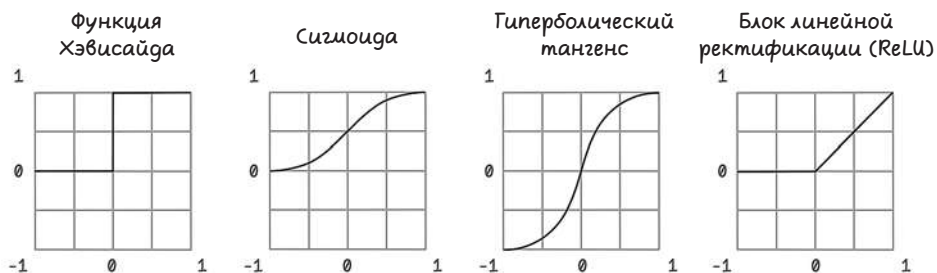 Функция
Хэвисайда
Сигмоида
Гиперболический
тангенс
Блок линейной
ректификации (ReLU)
1
1
1
1
0
0
0
0
-1 0 1
-1 0 1
-1 0 1
-1 0 1